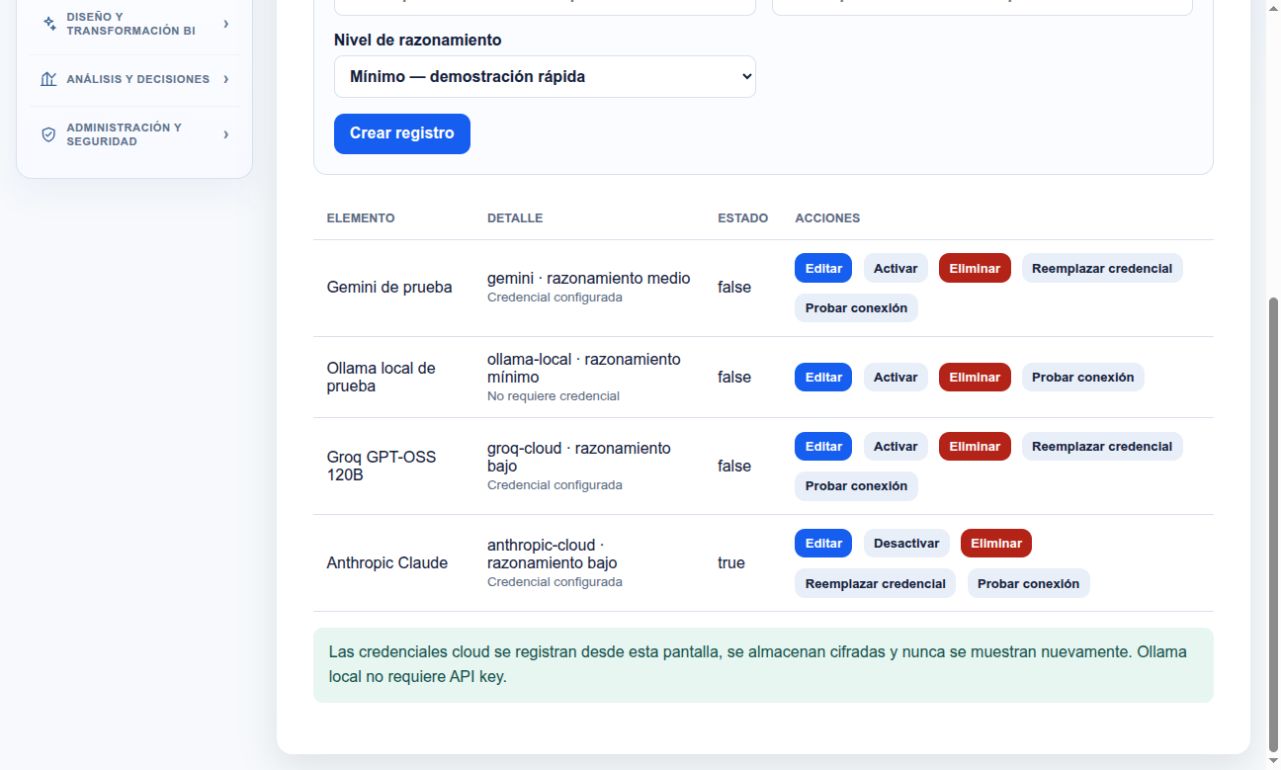 DISEÑO Y
TRANSFORMACIÓN BI
ANÁLISIS Y DECISIONES
ADMINISTRACIÓN Y
SEGURIDAD
Nivel de razonamiento
Mínimo — demostración rápida
Crear registro
ELEMENTO DETALLE ESTADO ACCIONES
Gemini de prueba
gemini · razonamiento medio
Credencial configurada
false
Editar Activar Eliminar Reemplazar credencial
Probar conexión
Ollama local de
prueba
ollama-local · razonamiento
mínimo
No requiere credencial
false
Editar Activar Eliminar Probar conexión
Groq GPT-OSS
120B
groq-cloud · razonamiento
bajo
Credencial configurada
false
Editar Activar Eliminar Reemplazar credencial
Probar conexión
Anthropic Claude
anthropic-cloud ·
razonamiento bajo
Credencial configurada
true
Editar Desactivar Eliminar
Reemplazar credencial Probar conexión
Las credenciales cloud se registran desde esta pantalla, se almacenan cifradas y nunca se muestran nuevamente. Ollama
local no requiere API key.